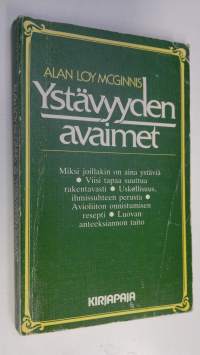 ALAN LOY MCGINNIS
Ystävyyden
avaimet
Miksi joillakin on aina ystäviä
● Viisi tapaa suuttua
rakentavasti ● Uskollisuus,
ihmissuhteen perusta ●
Avioliiton onnistumisen
resepti ● Luovan
anteeksiannon taito
KIRJAPAJA